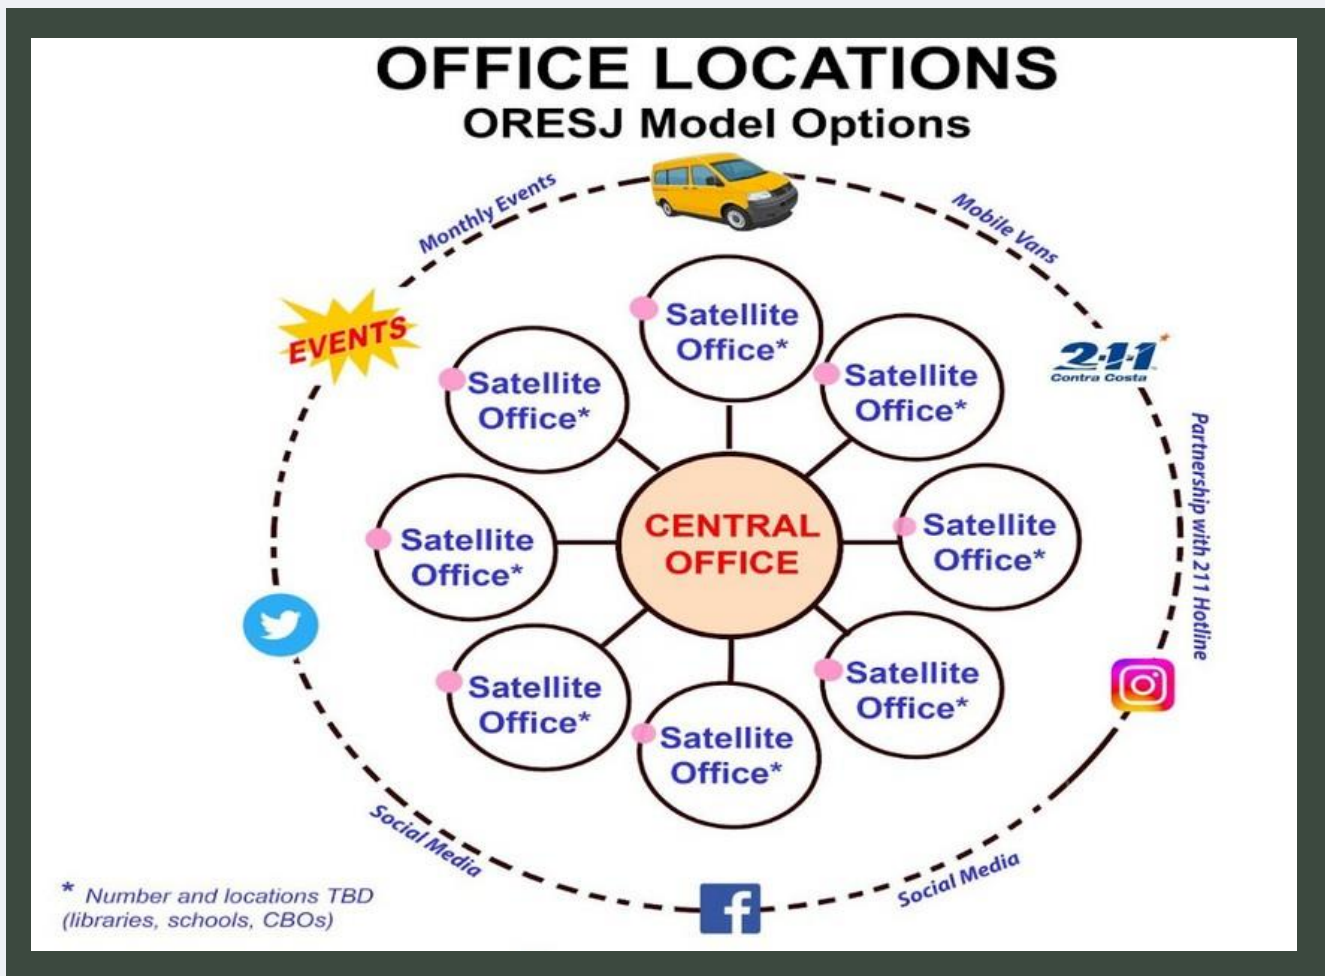 OFFICE LOCATIONS
ORESJ Model Options
Monthly Events
Mobile Vans
EVENTS
2-1-1
Contra Costa
Partnership with 211 Hotline
Satellite
Office*
Satellite
Office*
Satellite
Office*
Satellite
Office*
CENTRAL
OFFICE
Satellite
Office*
Satellite
Office*
Satellite
Office*
Satellite
Office*
Social Media
Social Media
* Number and locations TBD
(libraries, schools, CBOs)
f